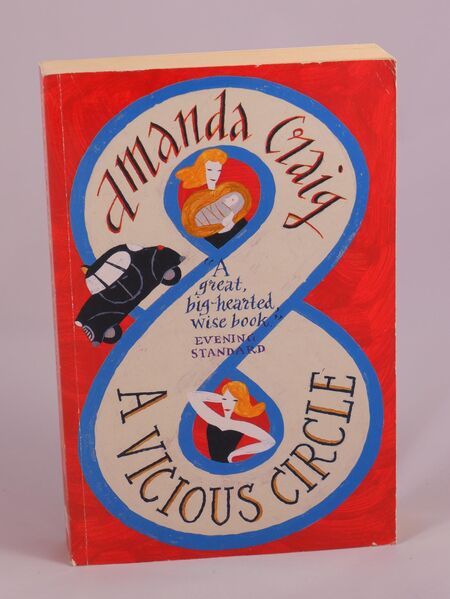 Amanda Craig
"A
great,
big-hearted,
wise book."
EVENING
STANDARD
A VICIOUS CIRCLE